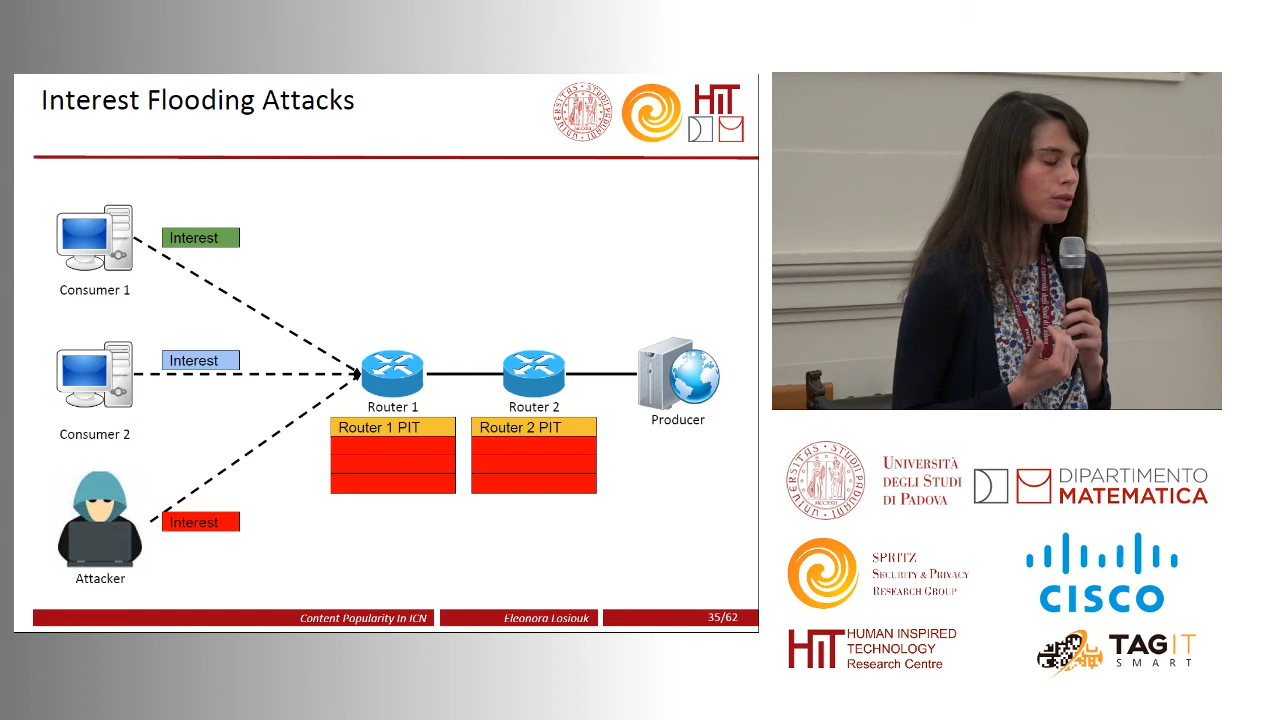 Interest Flooding Attacks
HIT
Interest
Consumer 1
Interest
Consumer 2
Interest
Attacker
Router 1
Router 2
Producer
Router 1 PIT
Router 2 PIT
Content Popularity In ICN
Eleonora Losiouk
35/62
UNIVERSITÀ
DEGLI STUDI
DI PADOVA
DIPARTIMENTO
MATEMATICA
SPRITZ
SECURITY & PRIVACY
RESEARCH GROUP
CISCO
HIT HUMAN INSPIRED
TECHNOLOGY
Research Centre
TAGIT
SMART